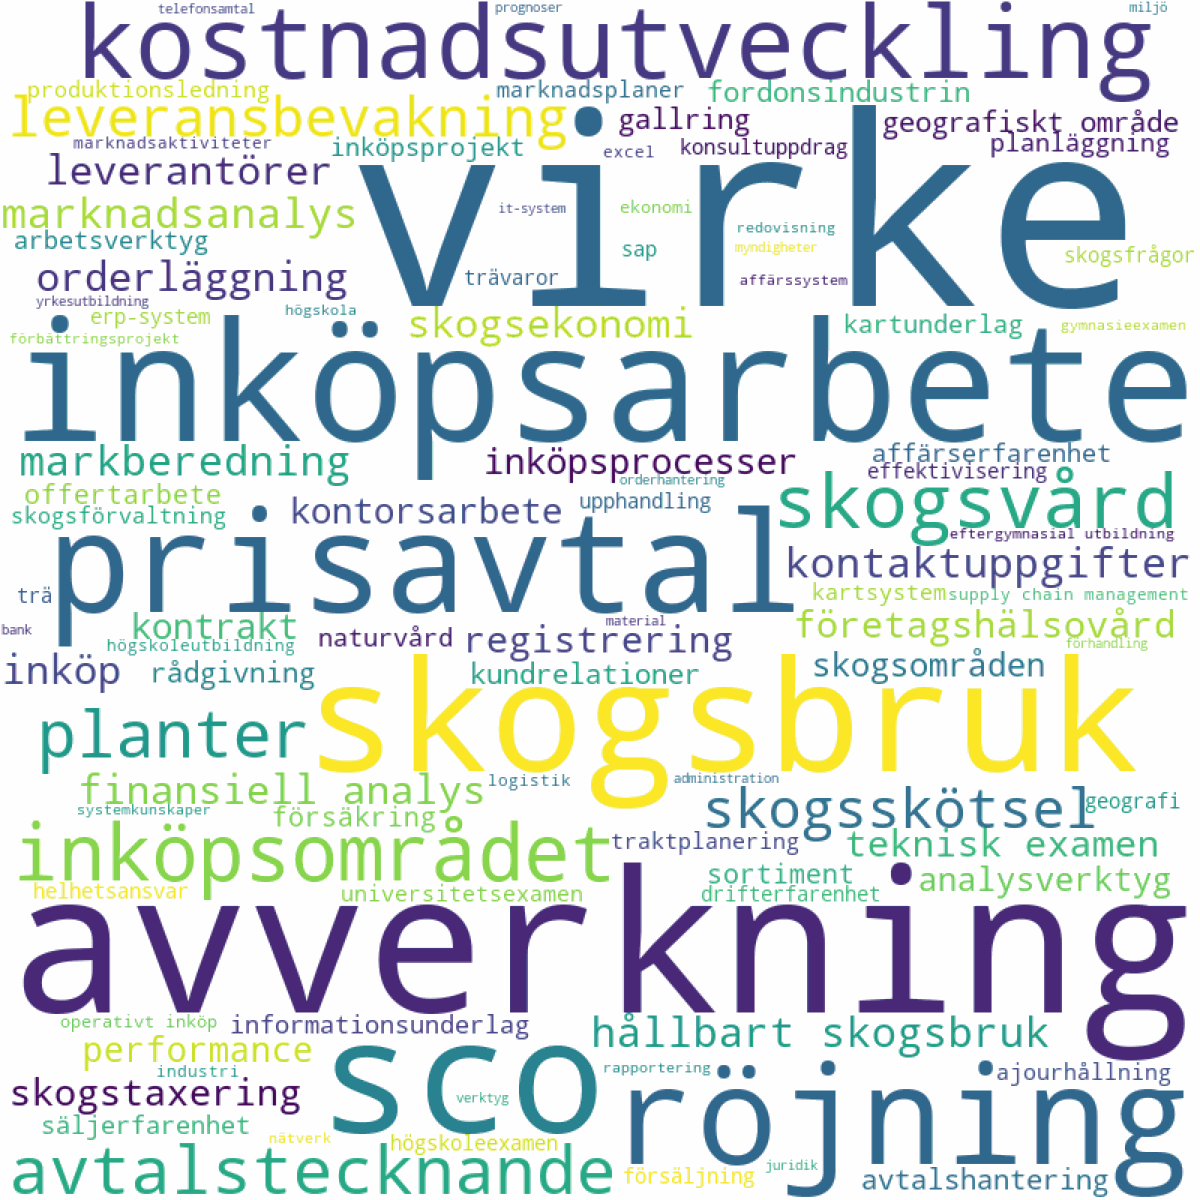 telefonsamtal
prognoser
miljö
kostnadsutveckling
produktionsledning
marknadsplaner
fordonsindustrin
leveransbevakning
gallring
geografiskt område
marknadsaktiviteter
inköpsprojekt
excel
konsultuppdrag
planläggning
leverantörer
virke
marknadsanalys
it-system
ekonomi
arbetsverktyg
redovisning
sap
myndigheter
skogsfrågor
orderläggning
trävaror
affärssystem
yrkesutbildning
högskola
erp-system
skogsekonomi
kartunderlag
gymnasieexamen
förbättringsprojekt
inköpsarbete
markberedning
inköpsprocesser
affärserfarenhet
effektivisering
orderhantering
offertarbete
upphandling
skogsvård
skogsförvaltning
kontorsarbete
eftergymnasial utbildning
prisavtal
kontaktuppgifter
trä
kartsystem
supply chain management
bank
kontrakt
material
företagshälsovård
högskoleutbildning
naturvård
registrering
förhandling
inköp
rådgivning
kundrelationer
skogsområden
skogsbruk
planter
finansiell analys
logistik
administration
systemkunskaper
försäkring
skogsskötsel
geografi
inköpsområdet
traktplanering
teknisk examen
helhetsansvar
universitetsexamen
sortiment
drifterfarenhet
analysverktyg
avverkning
operativt inköp
informationsunderlag
hållbart skogsbruk
performance
industri
sco
rapportering
ajourhållning
skogstaxering
verktyg
röjning
säljerfarenhet
nätverk
högskoleexamen
avtalstecknande
försäljning
juridik
avtalshantering